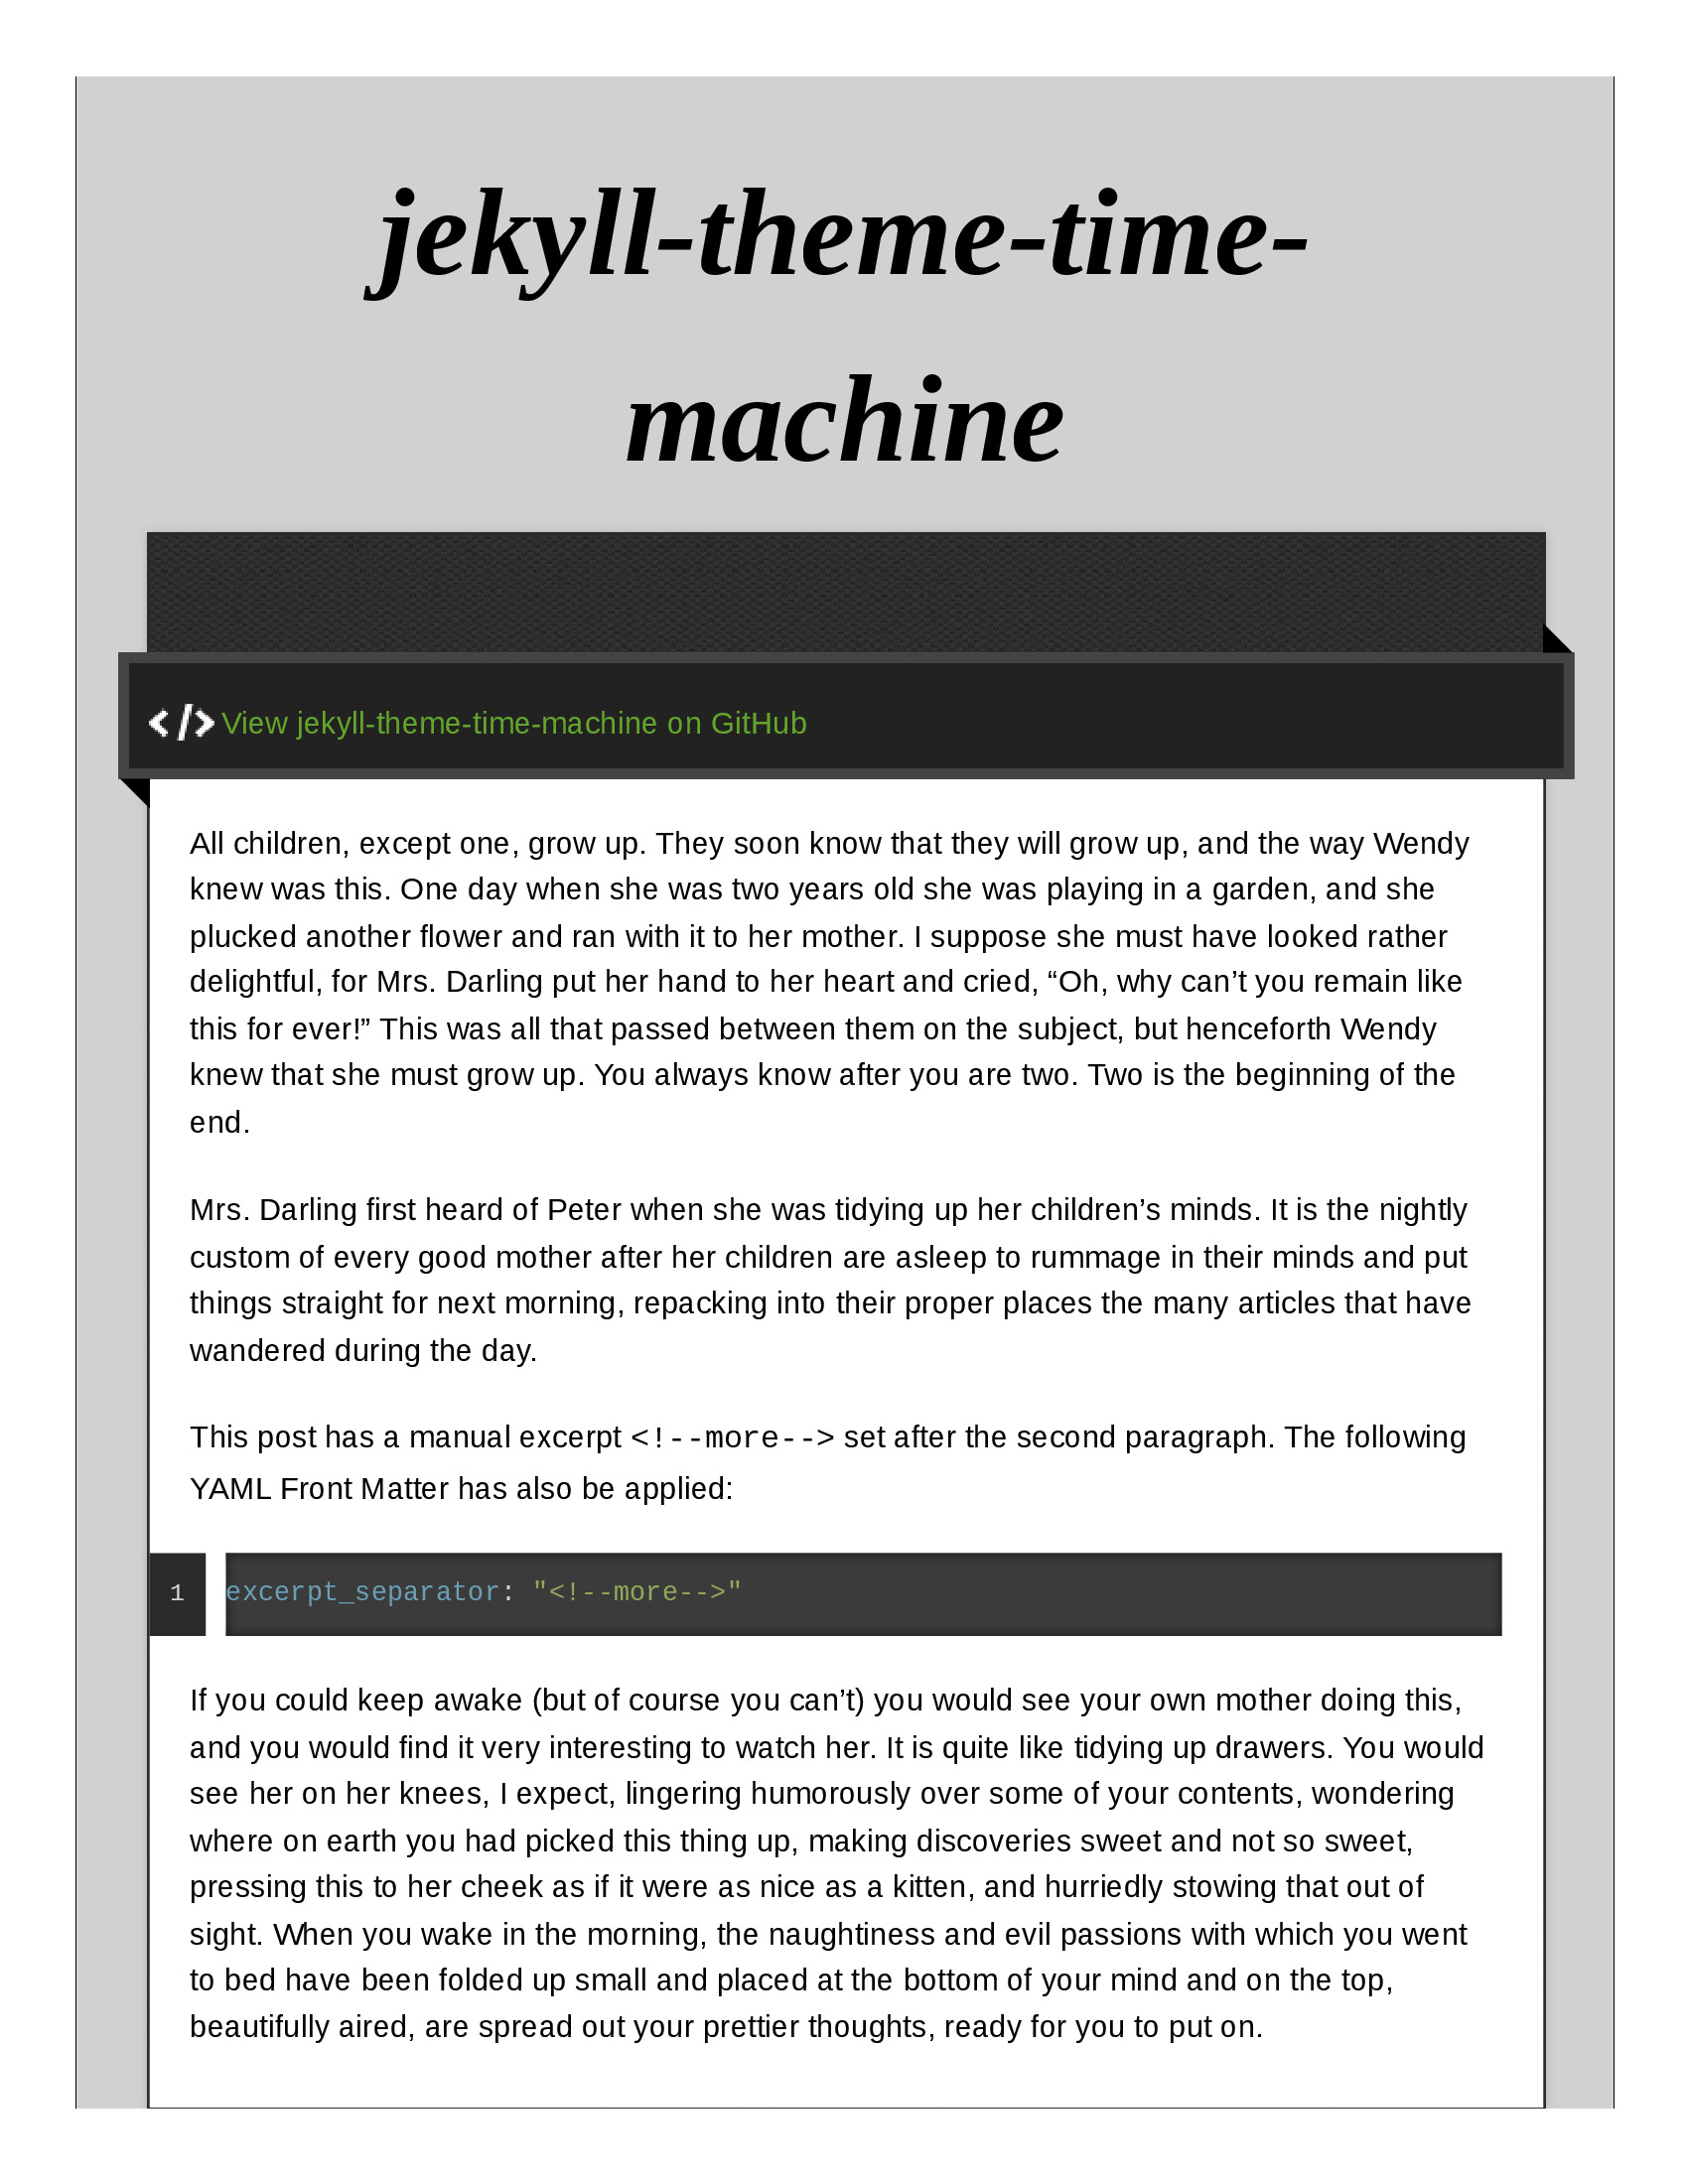 jekyll-theme-time-
machine
</> View jekyll-theme-time-machine on GitHub
All children, except one, grow up. They soon know that they will grow up, and the way Wendy
knew was this. One day when she was two years old she was playing in a garden, and she
plucked another flower and ran with it to her mother. I suppose she must have looked rather
delightful, for Mrs. Darling put her hand to her heart and cried, “Oh, why can’t you remain like
this for ever!” This was all that passed between them on the subject, but henceforth Wendy
knew that she must grow up. You always know after you are two. Two is the beginning of the
end.
Mrs. Darling first heard of Peter when she was tidying up her children’s minds. It is the nightly
custom of every good mother after her children are asleep to rummage in their minds and put
things straight for next morning, repacking into their proper places the many articles that have
wandered during the day.
This post has a manual excerpt <!--more--> set after the second paragraph. The following
YAML Front Matter has also be applied:
1 excerpt_separator: "<!--more-->"
If you could keep awake (but of course you can’t) you would see your own mother doing this,
and you would find it very interesting to watch her. It is quite like tidying up drawers. You would
see her on her knees, I expect, lingering humorously over some of your contents, wondering
where on earth you had picked this thing up, making discoveries sweet and not so sweet,
pressing this to her cheek as if it were as nice as a kitten, and hurriedly stowing that out of
sight. When you wake in the morning, the naughtiness and evil passions with which you went
to bed have been folded up small and placed at the bottom of your mind and on the top,
beautifully aired, are spread out your prettier thoughts, ready for you to put on.